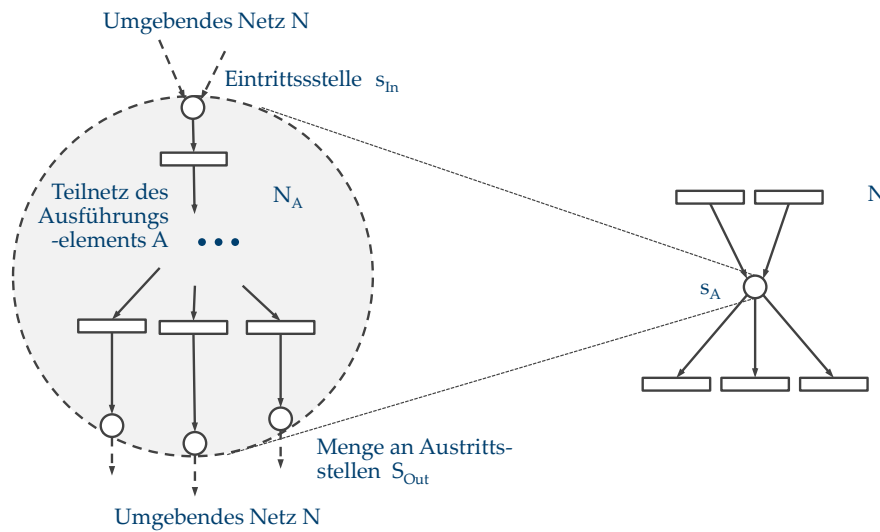 Umgebendes Netz N
Eintrittssstelle s_In
Teilnetz des
Ausführungs
-elements A
N_A
N
s_A
Menge an Austritts-
stellen S_Out
Umgebendes Netz N